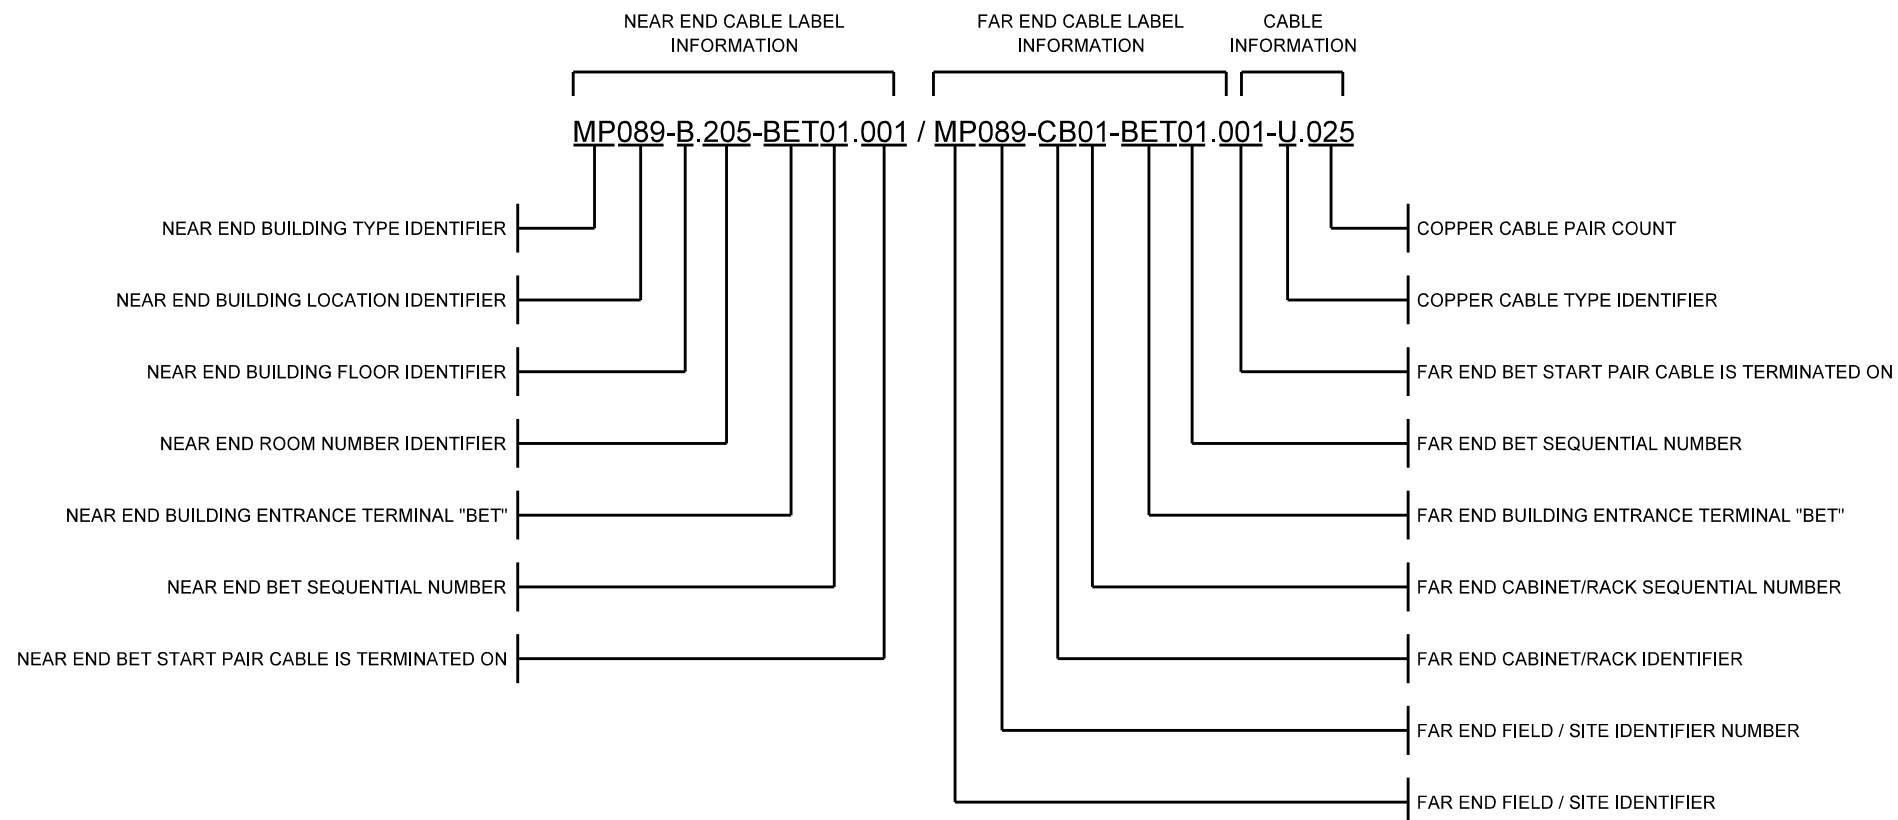 NEAR END CABLE LABEL
INFORMATION
FAR END CABLE LABEL
INFORMATION
CABLE
INFORMATION
MP089-B.205-BET01.001 / MP089-CB01-BET01.001-U.025
NEAR END BUILDING TYPE IDENTIFIER
NEAR END BUILDING LOCATION IDENTIFIER
NEAR END BUILDING FLOOR IDENTIFIER
NEAR END ROOM NUMBER IDENTIFIER
NEAR END BUILDING ENTRANCE TERMINAL "BET"
NEAR END BET SEQUENTIAL NUMBER
NEAR END BET START PAIR CABLE IS TERMINATED ON
COPPER CABLE PAIR COUNT
COPPER CABLE TYPE IDENTIFIER
FAR END BET START PAIR CABLE IS TERMINATED ON
FAR END BET SEQUENTIAL NUMBER
FAR END BUILDING ENTRANCE TERMINAL "BET"
FAR END CABINET/RACK SEQUENTIAL NUMBER
FAR END CABINET/RACK IDENTIFIER
FAR END FIELD / SITE IDENTIFIER NUMBER
FAR END FIELD / SITE IDENTIFIER